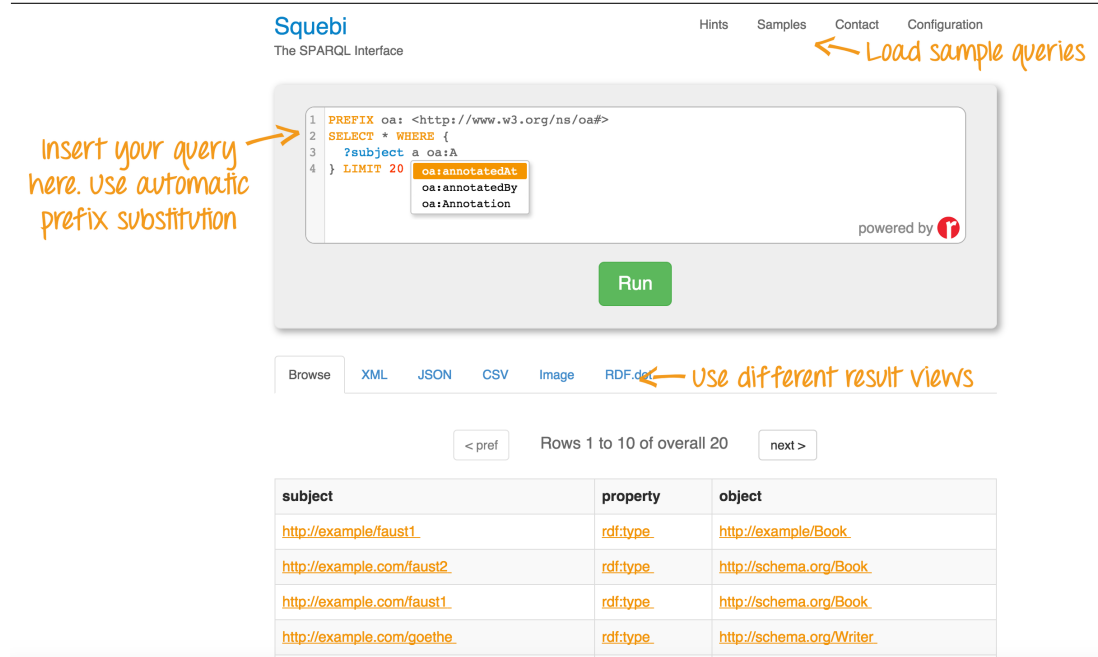 Squebi
The SPARQL Interface
Hints Samples Contact Configuration
Load sample queries
Insert your query
here. Use automatic
prefix substitution
1 PREFIX oa: <http://www.w3.org/ns/oa#>
2 SELECT * WHERE {
3 ?subject a oa:A
4 } LIMIT 20
oa:annotatedAt
oa:annotatedBy
oa:Annotation
powered by r
Run
Browse XML JSON CSV Image RDF.dot
Use different result views
< pref Rows 1 to 10 of overall 20 next >
subject property object
http://example/faust1 rdf:type http://example/Book
http://example.com/faust2 rdf:type http://schema.org/Book
http://example.com/faust1 rdf:type http://schema.org/Book
http://example.com/goethe rdf:type http://schema.org/Writer